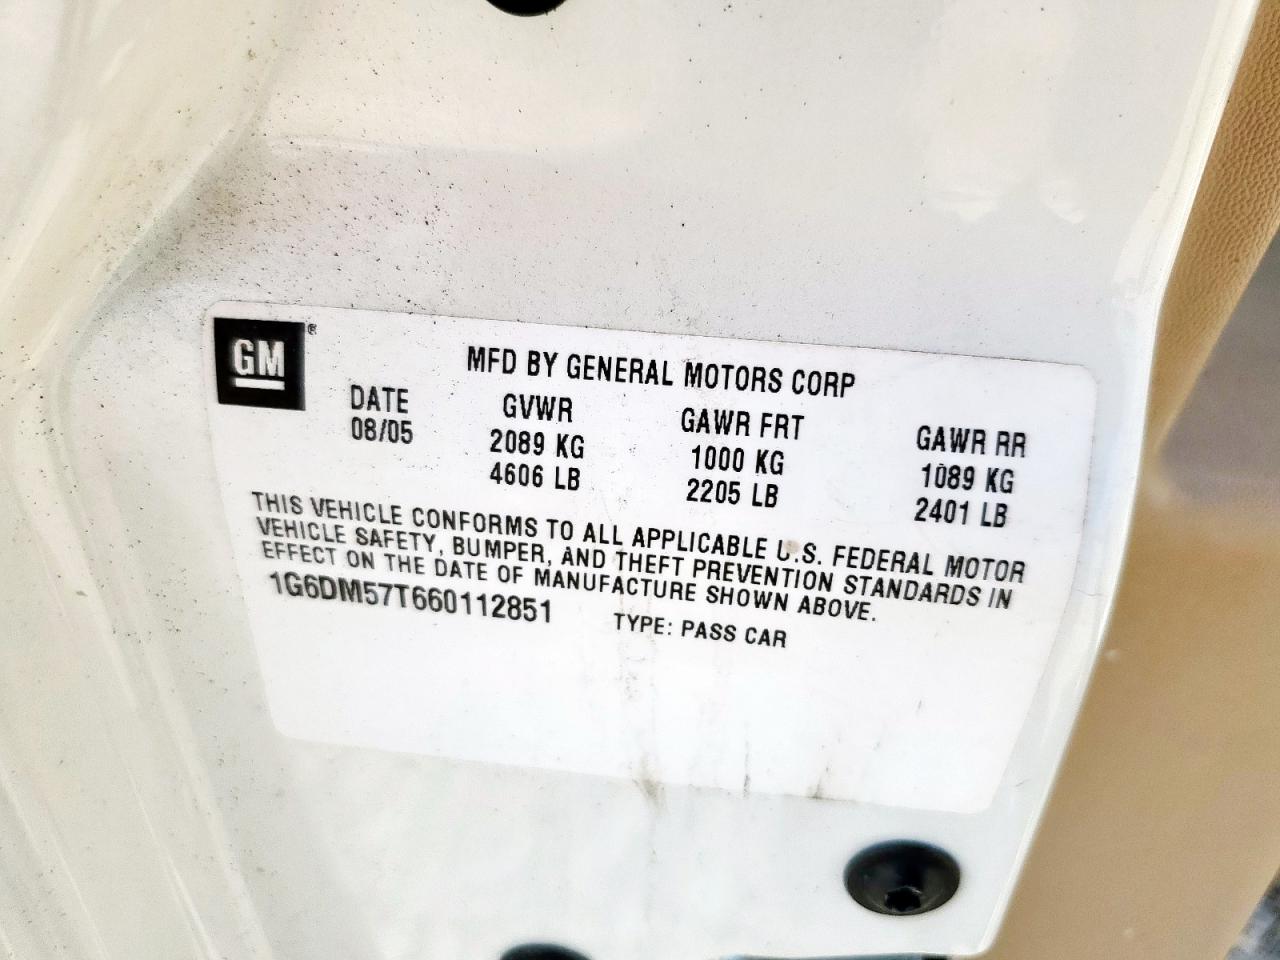 GM ®
MFD BY GENERAL MOTORS CORP
DATE GVWR GAWR FRT GAWR RR
08/05 2089 KG 1000 KG 1089 KG
4606 LB 2205 LB 2401 LB
THIS VEHICLE CONFORMS TO ALL APPLICABLE U.S. FEDERAL MOTOR
VEHICLE SAFETY, BUMPER, AND THEFT PREVENTION STANDARDS IN
EFFECT ON THE DATE OF MANUFACTURE SHOWN ABOVE.
1G6DM57T660112851 TYPE: PASS CAR